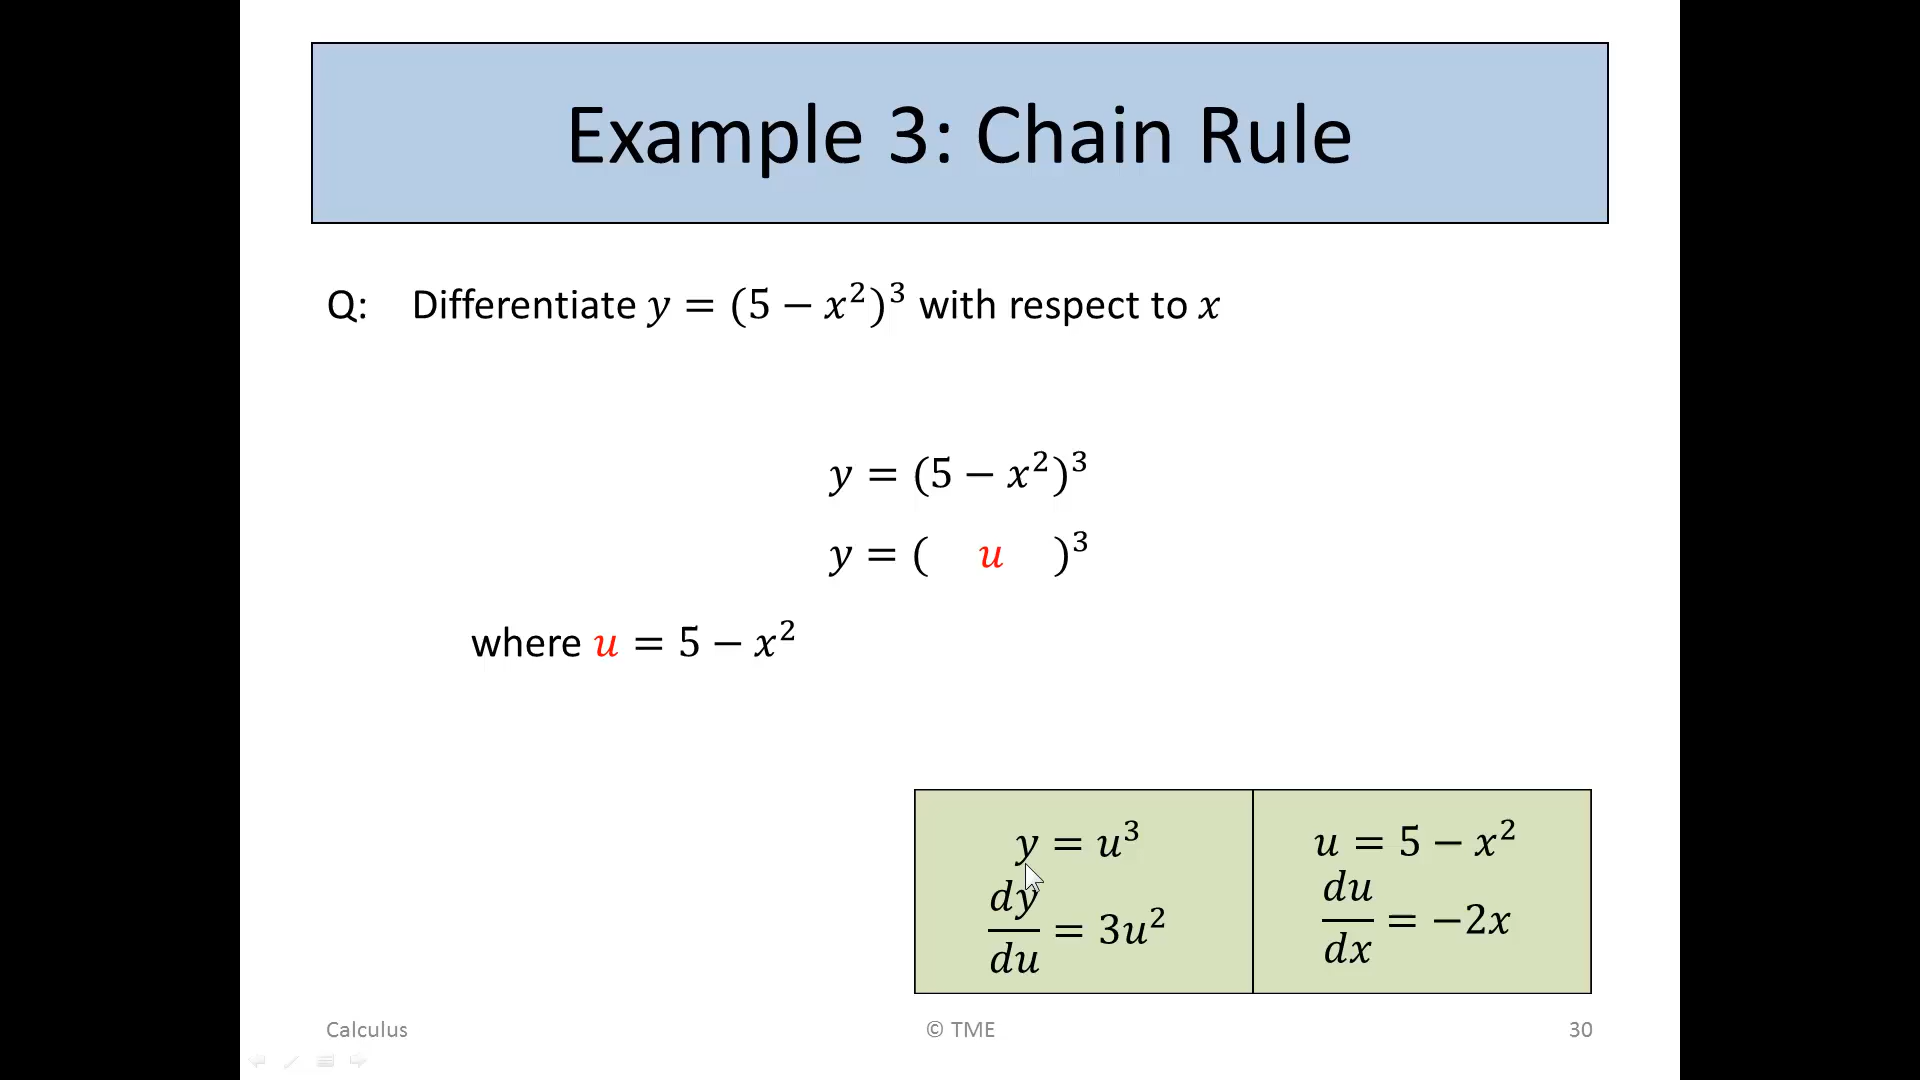 Example 3: Chain Rule
Q: Differentiate y = (5 − x²)³ with respect to x
y = (5 − x²)³
y = ( u )³
where u = 5 − x²
y = u³
dy/du = 3u²
u = 5 − x²
du/dx = −2x
Calculus © TME 30